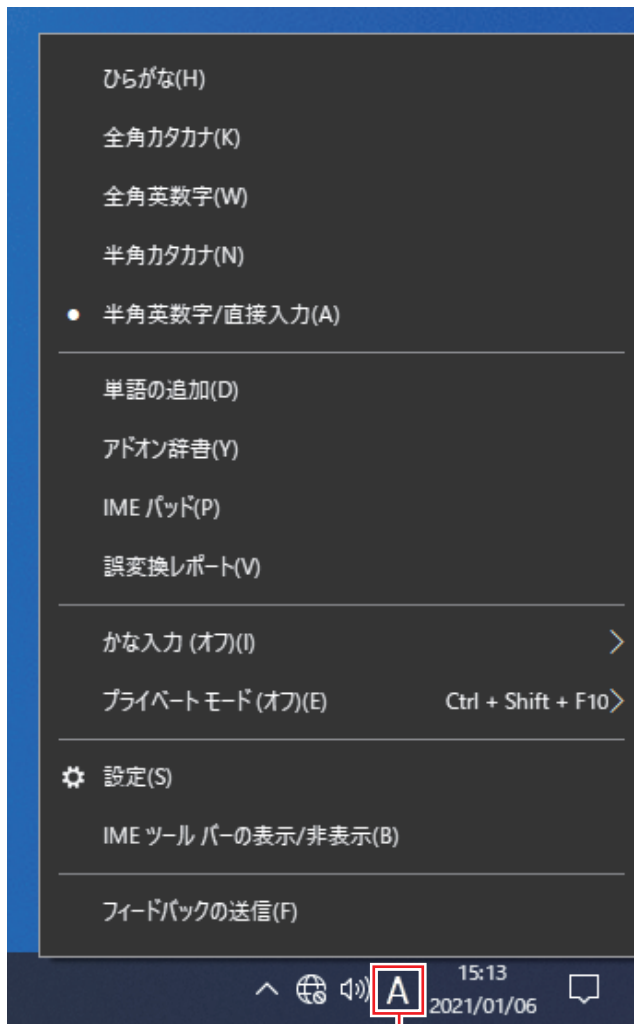 ひらがな(H)
全角カタカナ(K)
全角英数字(W)
半角カタカナ(N)
半角英数字/直接入力(A)
単語の追加(D)
アドオン辞書(Y)
IME パッド(P)
誤変換レポート(V)
かな入力 (オフ)(I)
プライベート モード (オフ)(E) Ctrl + Shift + F10
設定(S)
IME ツール バーの表示/非表示(B)
フィードバックの送信(F)
A 15:13
2021/01/06